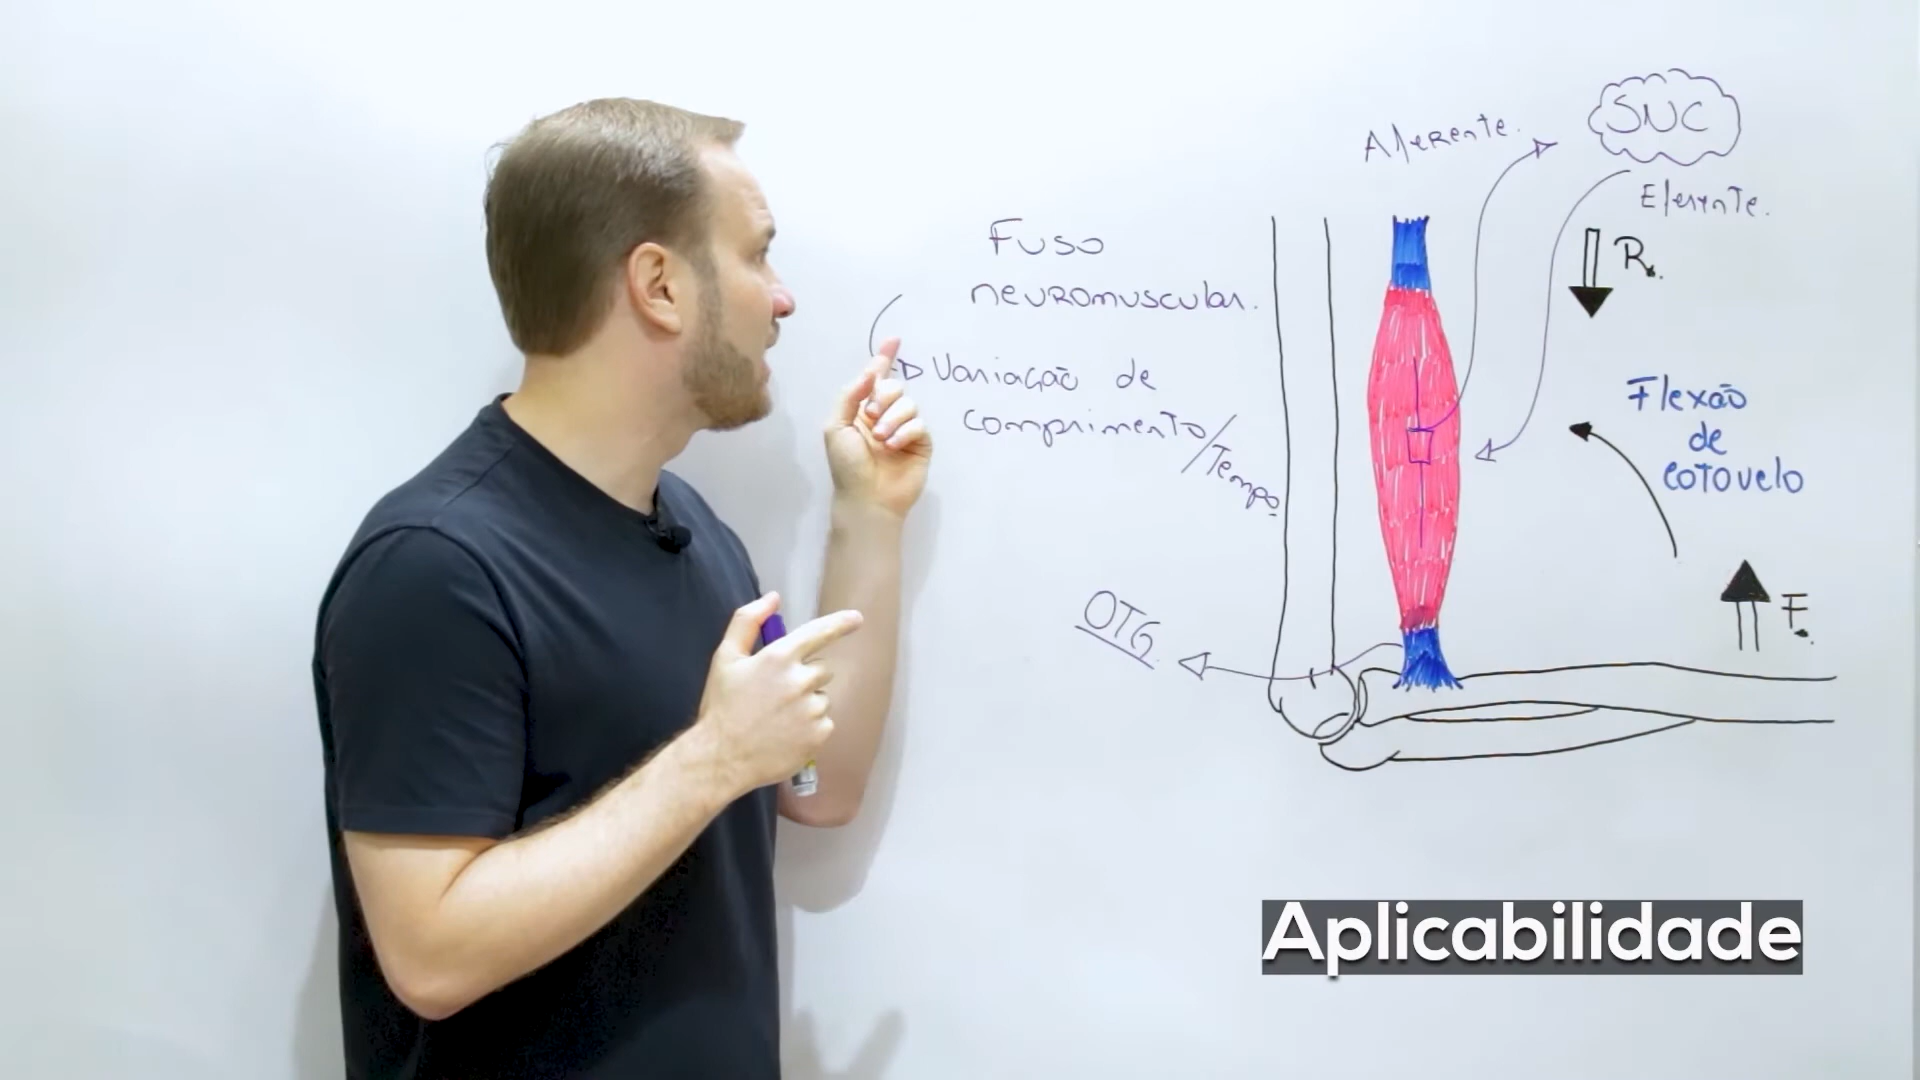 Fuso
neuromuscular.
Variação de
comprimento/Tempo
OTG
Aferente.
SNC
Eferente.
R.
Flexão
de
cotovelo
F.
Aplicabilidade